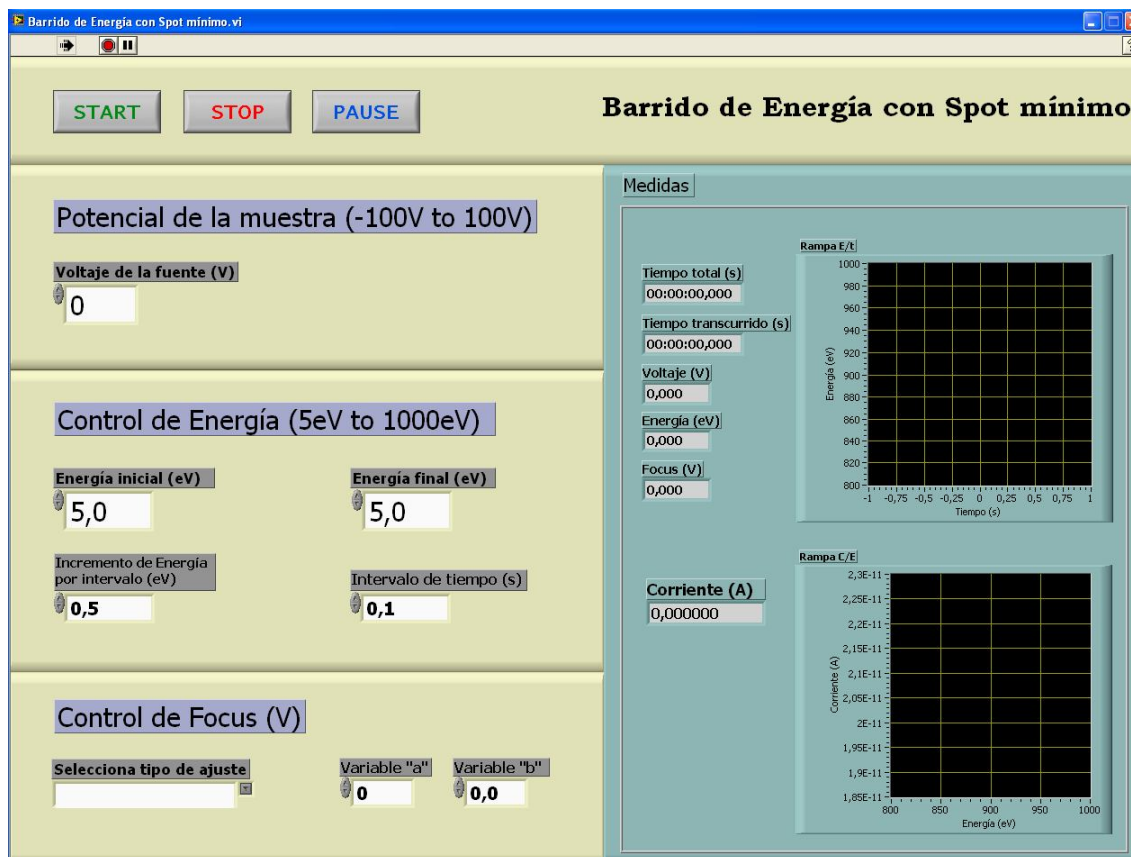 Barrido de Energía con Spot mínimo.vi
START
STOP
PAUSE
Barrido de Energía con Spot mínimo
Potencial de la muestra (-100V to 100V)
Voltaje de la fuente (V)
0
Control de Energía (5eV to 1000eV)
Energía inicial (eV)
5,0
Energía final (eV)
5,0
Incremento de Energía
por intervalo (eV)
0,5
Intervalo de tiempo (s)
0,1
Control de Focus (V)
Selecciona tipo de ajuste
Variable "a"
0
Variable "b"
0,0
Medidas
Tiempo total (s)
00:00:00,000
Tiempo transcurrido (s)
00:00:00,000
Voltaje (V)
0,000
Energía (eV)
0,000
Focus (V)
0,000
Rampa E/t
Energía (eV)
1000
980
960
940
920
900
880
860
840
820
800
-1 -0,75 -0,5 -0,25 0 0,25 0,5 0,75 1
Tiempo (s)
Corriente (A)
0,000000
Rampa C/E
Corriente (A)
2,3E-11
2,25E-11
2,2E-11
2,15E-11
2,1E-11
2,05E-11
2E-11
1,95E-11
1,9E-11
1,85E-11
800 850 900 950 1000
Energía (eV)